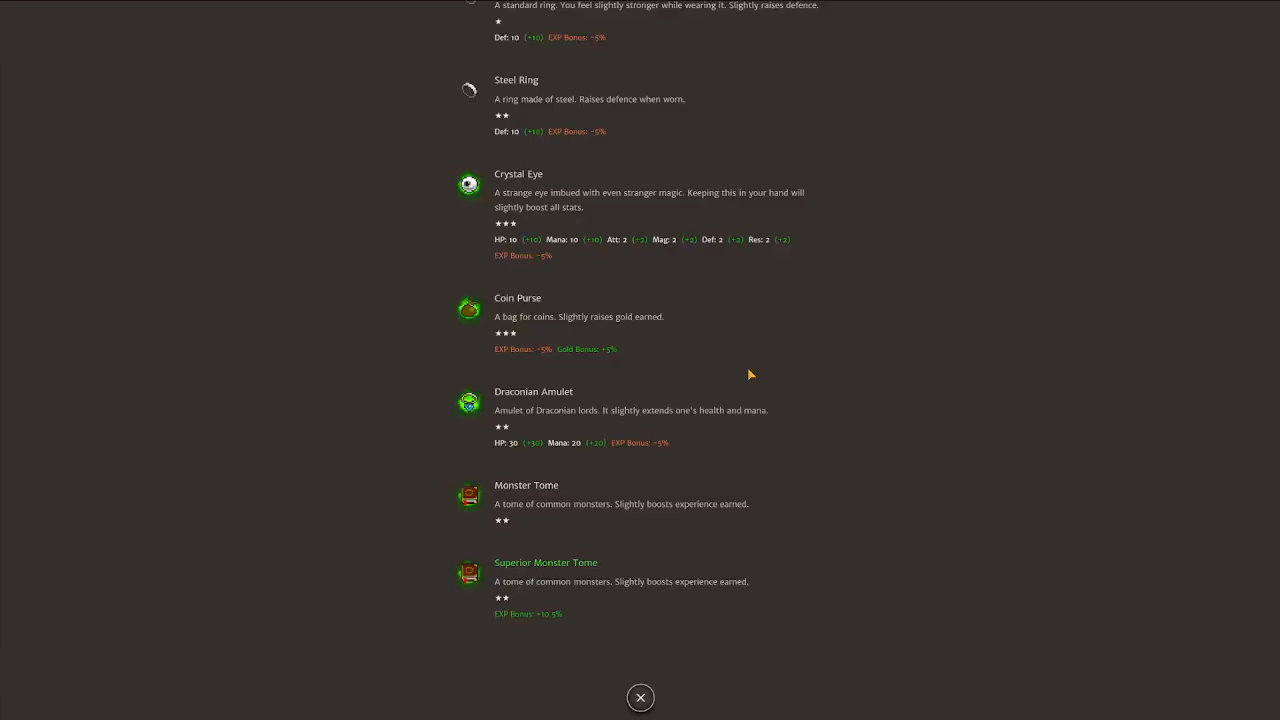 A standard ring. You feel slightly stronger while wearing it. Slightly raises defence.
★
Def: 10 (+10) EXP Bonus: -5%
Steel Ring
A ring made of steel. Raises defence when worn.
★★
Def: 10 (+10) EXP Bonus: -5%
Crystal Eye
A strange eye imbued with even stranger magic. Keeping this in your hand will
slightly boost all stats.
★★★
HP: 10 (+10) Mana: 10 (+10) Att: 2 (+2) Mag: 2 (+2) Def: 2 (+2) Res: 2 (+2)
EXP Bonus: -5%
Coin Purse
A bag for coins. Slightly raises gold earned.
★★★
EXP Bonus: -5% Gold Bonus: +5%
Draconian Amulet
Amulet of Draconian lords. It slightly extends one's health and mana.
★★
HP: 30 (+30) Mana: 20 (+20) EXP Bonus: -5%
Monster Tome
A tome of common monsters. Slightly boosts experience earned.
★★
Superior Monster Tome
A tome of common monsters. Slightly boosts experience earned.
★★
EXP Bonus: +10.5%